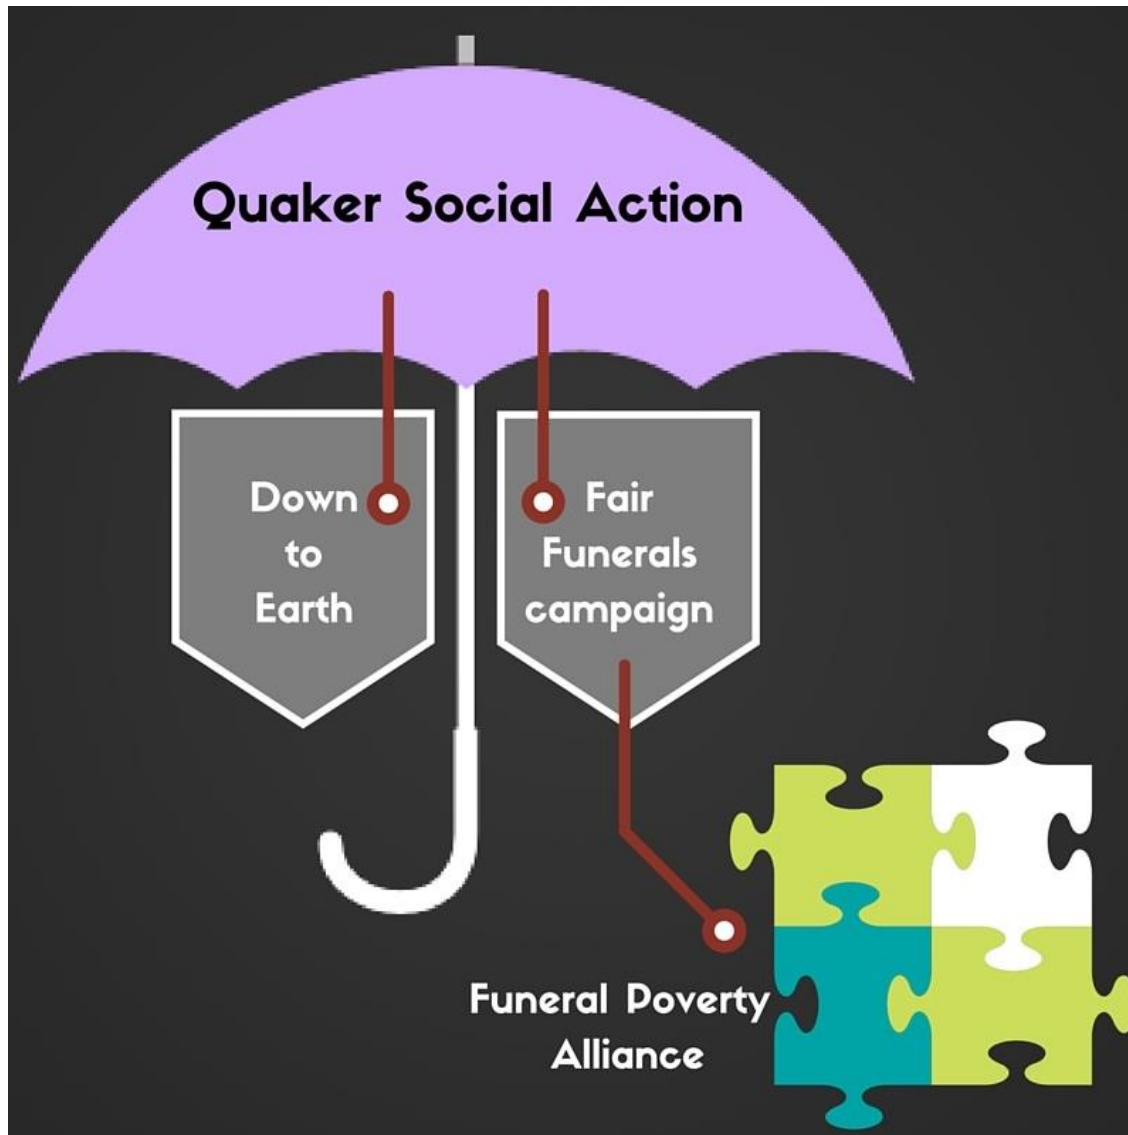 Quaker Social Action
Down
to
Earth
Fair
Funerals
campaign
Funeral Poverty
Alliance